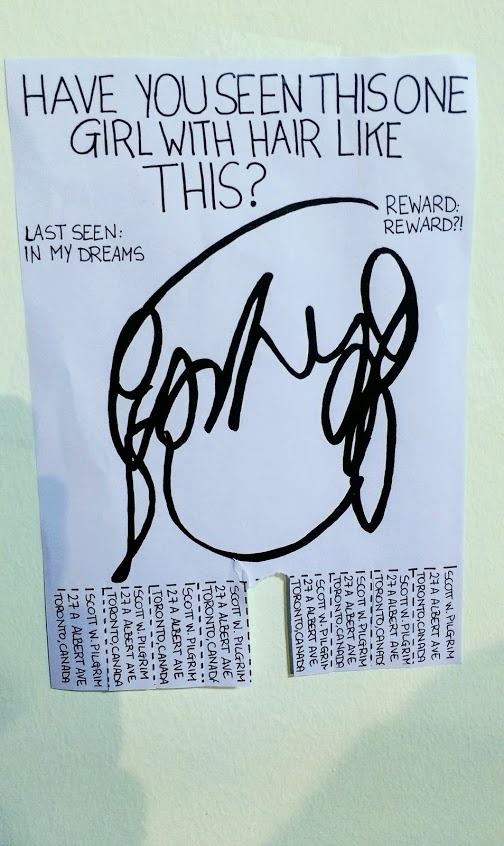 HAVE YOU SEEN THIS ONE
GIRL WITH HAIR LIKE
THIS?
LAST SEEN:
IN MY DREAMS
REWARD:
REWARD?!
SCOTT W. PILGRIM
27 A ALBERT AVE
TORONTO, CANADA
SCOTT W. PILGRIM
27 A ALBERT AVE
TORONTO, CANADA
SCOTT W. PILGRIM
27 A ALBERT AVE
TORONTO, CANADA
SCOTT W. PILGRIM
27 A ALBERT AVE
TORONTO, CANADA
SCOTT W. PILGRIM
27 A ALBERT AVE
TORONTO, CANADA
SCOTT W. PILGRIM
27 A ALBERT AVE
TORONTO, CANADA
SCOTT W. PILGRIM
27 A ALBERT AVE
TORONTO, CANADA
SCOTT W. PILGRIM
27 A ALBERT AVE
TORONTO, CANADA